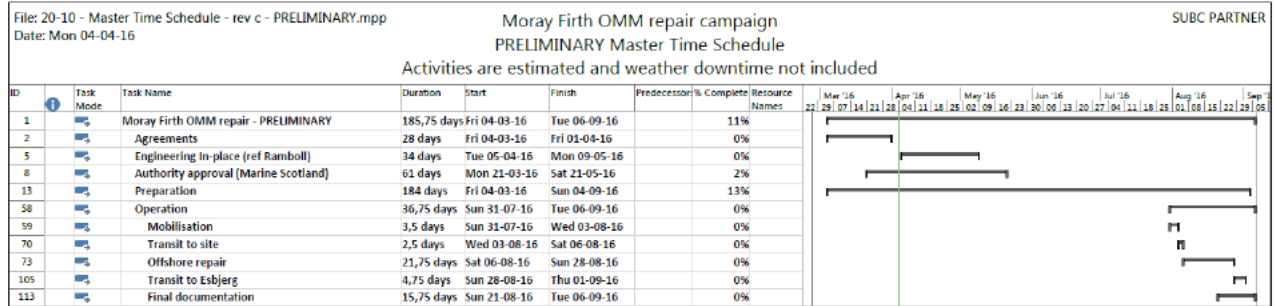 File: 20-10 - Master Time Schedule - rev c - PRELIMINARY.mpp
Date: Mon 04-04-16
Moray Firth OMM repair campaign
PRELIMINARY Master Time Schedule
Activities are estimated and weather downtime not included
SUBC PARTNER
ID Task Mode Task Name Duration Start Finish Predecessors % Complete Resource Names
Mar '16 Apr '16 May '16 Jun '16 Jul '16 Aug '16 Sep '1
22 29 07 14 21 28 04 11 18 25 02 09 16 23 30 06 13 20 27 04 11 18 25 01 08 15 22 29 05
1 Moray Firth OMM repair - PRELIMINARY 185,75 days Fri 04-03-16 Tue 06-09-16 11%
2 Agreements 28 days Fri 04-03-16 Fri 01-04-16 0%
5 Engineering In-place (ref Ramboll) 34 days Tue 05-04-16 Mon 09-05-16 0%
8 Authority approval (Marine Scotland) 61 days Mon 21-03-16 Sat 21-05-16 2%
13 Preparation 184 days Fri 04-03-16 Sun 04-09-16 13%
58 Operation 36,75 days Sun 31-07-16 Tue 06-09-16 0%
59 Mobilisation 3,5 days Sun 31-07-16 Wed 03-08-16 0%
70 Transit to site 2,5 days Wed 03-08-16 Sat 06-08-16 0%
73 Offshore repair 21,75 days Sat 06-08-16 Sun 28-08-16 0%
105 Transit to Esbjerg 4,75 days Sun 28-08-16 Thu 01-09-16 0%
113 Final documentation 15,75 days Sun 21-08-16 Tue 06-09-16 0%